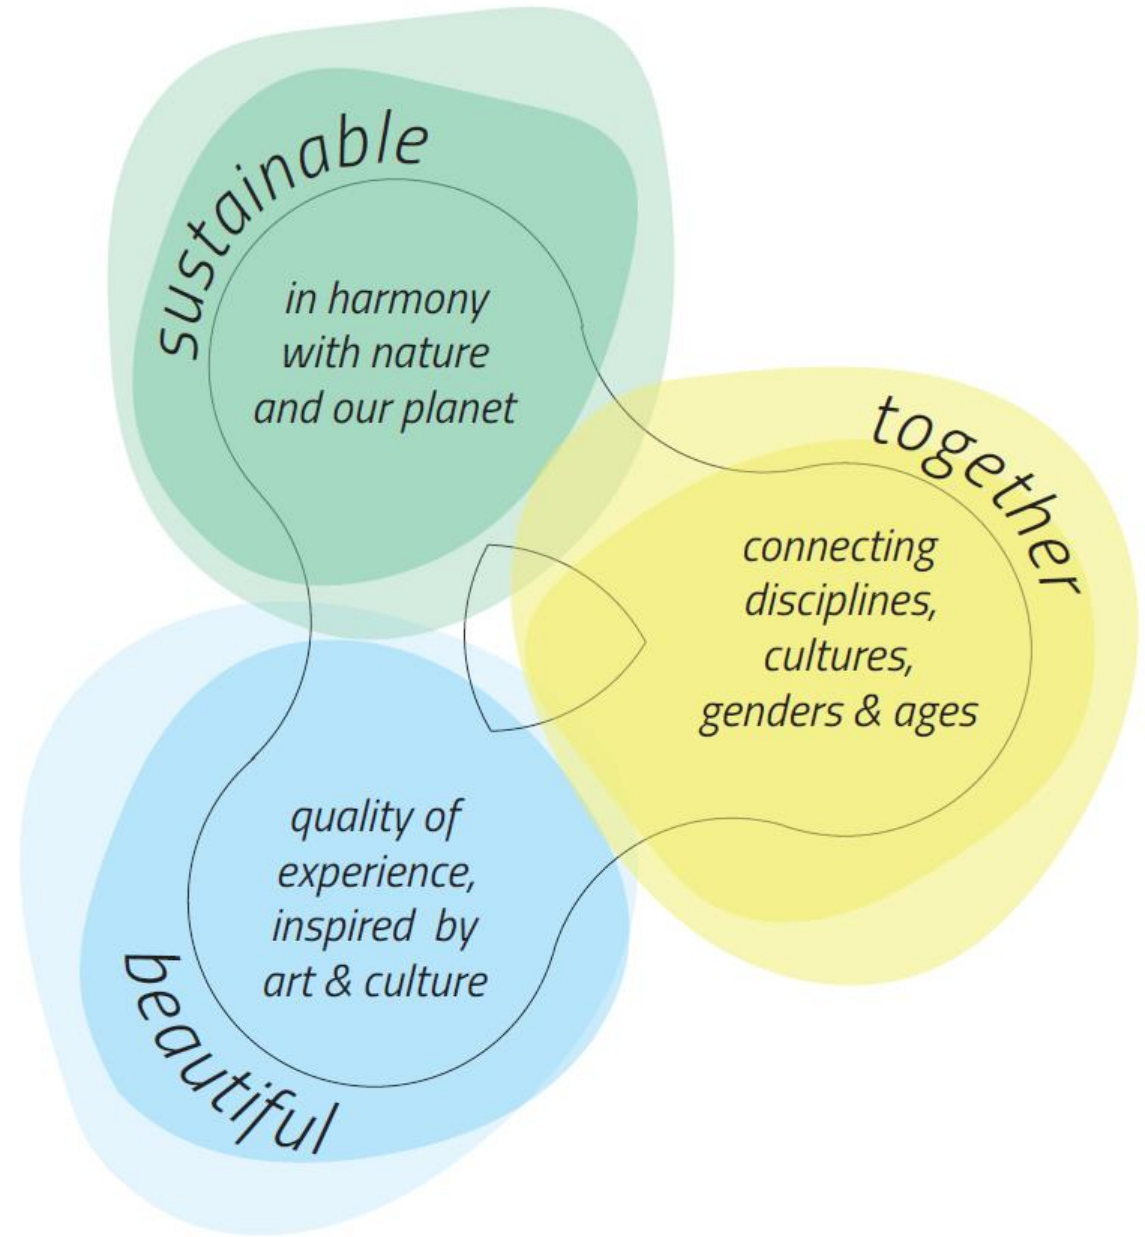 sustainable
in harmony
with nature
and our planet
together
connecting
disciplines,
cultures,
genders & ages
quality of
experience,
inspired by
art & culture
beautiful